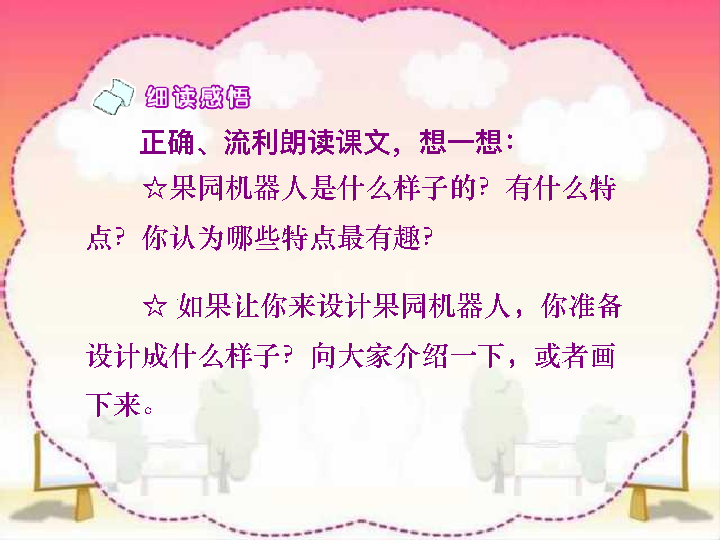 细读感悟
正确、流利朗读课文，想一想：
☆果园机器人是什么样子的？有什么特
点？你认为哪些特点最有趣？
☆ 如果让你来设计果园机器人，你准备
设计成什么样子？向大家介绍一下，或者画
下来。